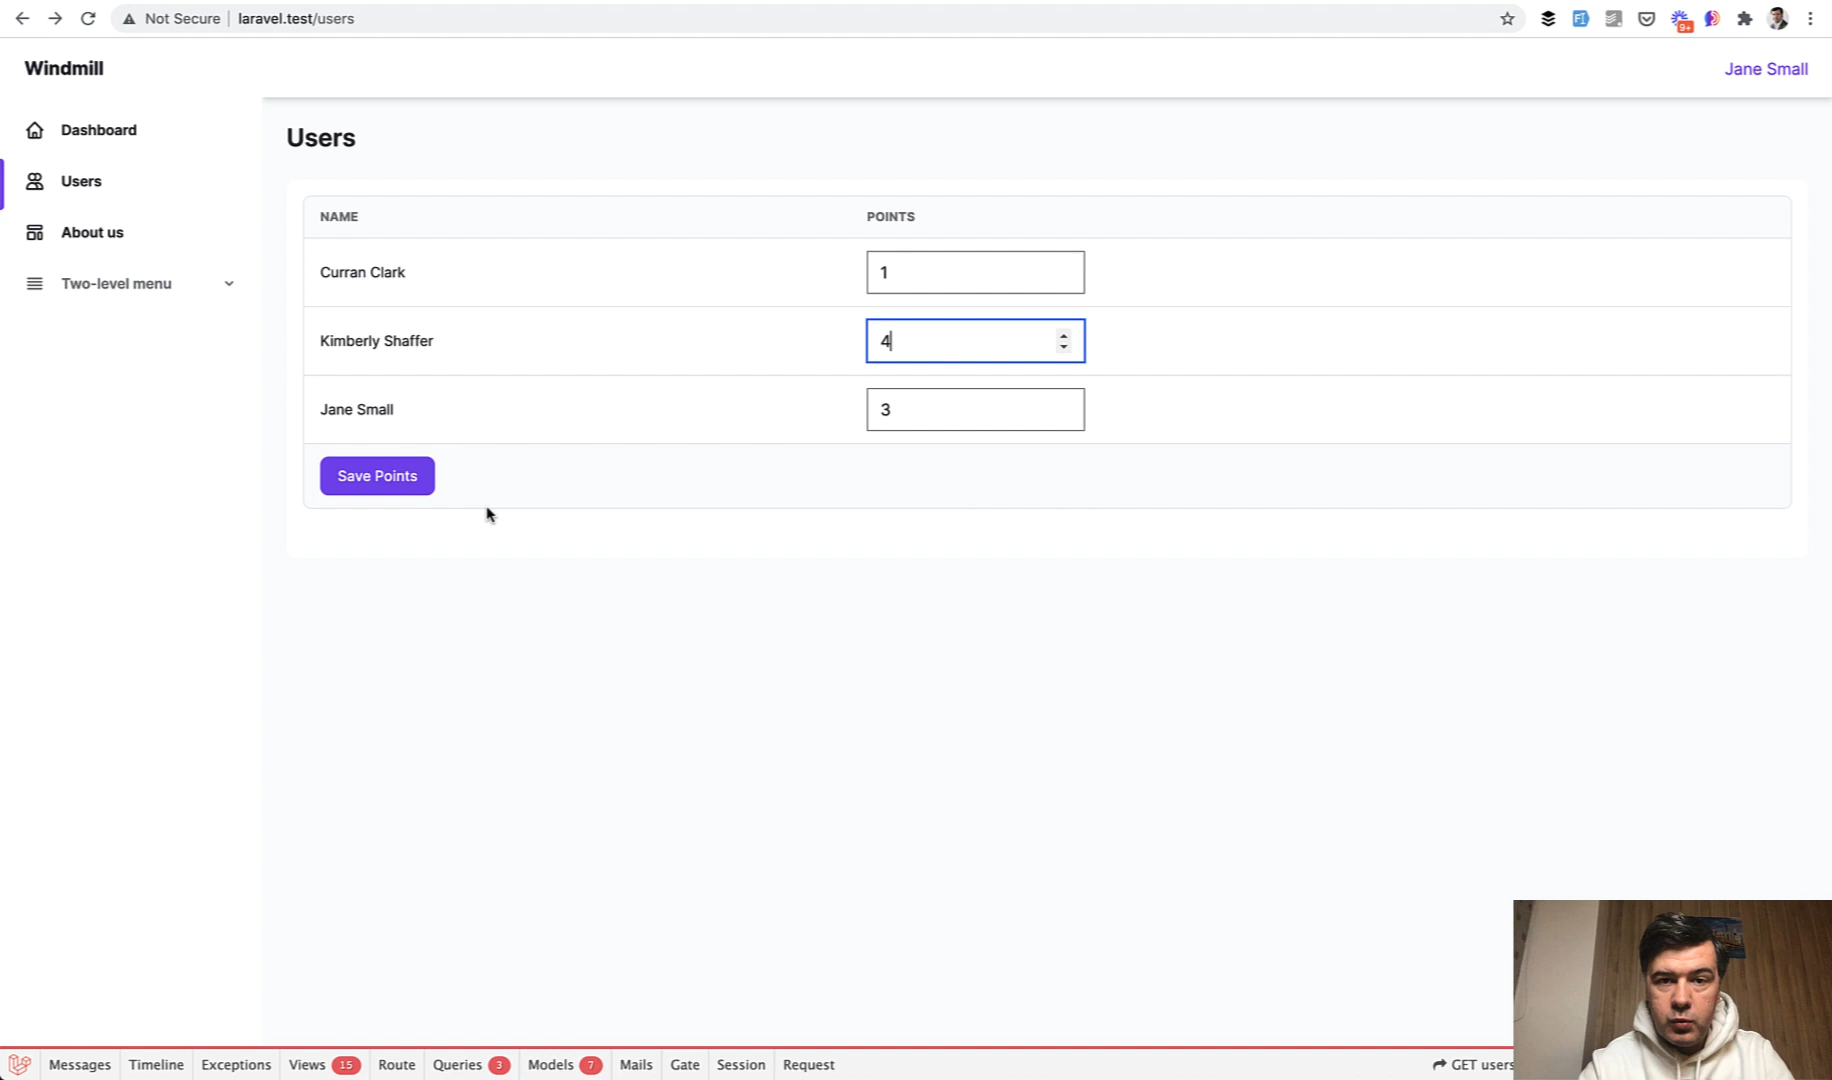 Not Secure | laravel.test/users
9+
Windmill
Jane Small
Dashboard
Users
About us
Two-level menu
Users
NAME POINTS
Curran Clark 1
Kimberly Shaffer 4
Jane Small 3
Save Points
Messages Timeline Exceptions Views 15 Route Queries 3 Models 7 Mails Gate Session Request GET users